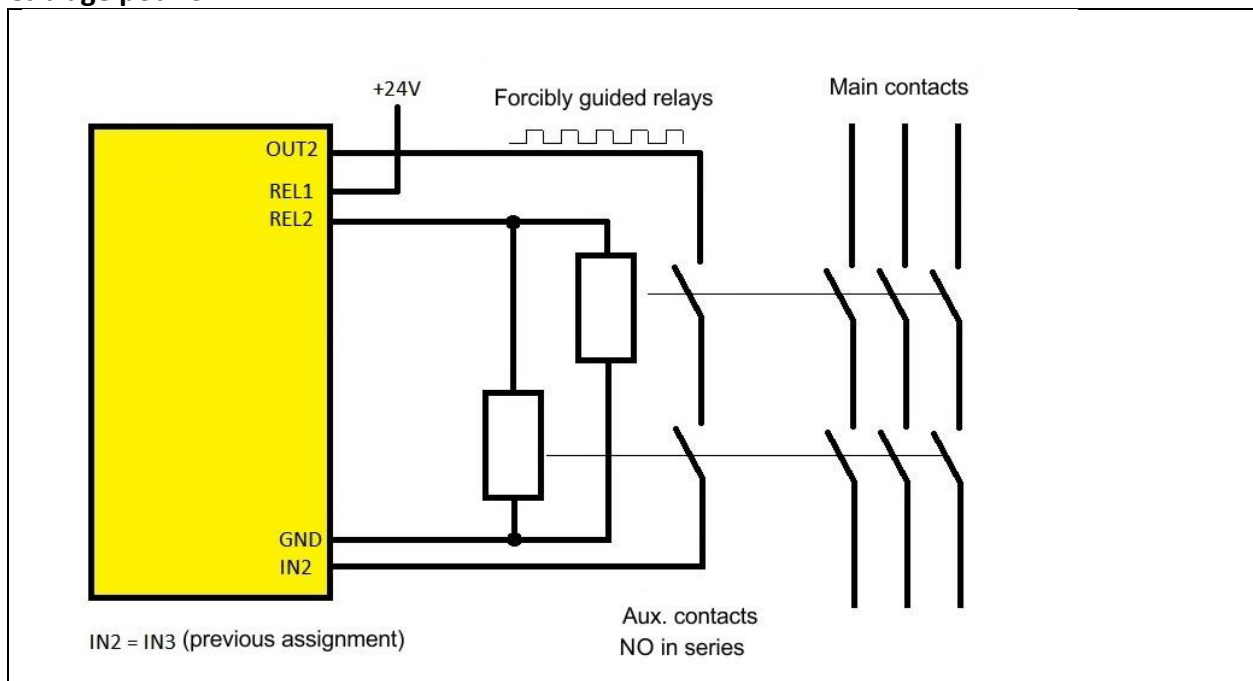 +24V
Forcibly guided relays
Main contacts
OUT2
REL1
REL2
GND
IN2
Aux. contacts
NO in series
IN2 = IN3 (previous assignment)